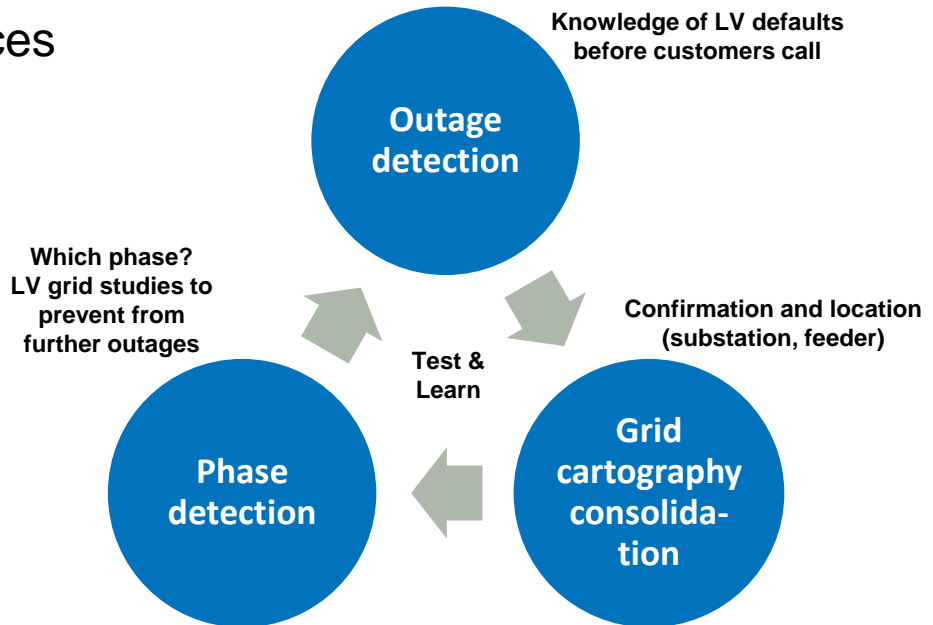 Knowledge of LV defaults
before customers call
Outage
detection
Which phase?
LV grid studies to
prevent from
further outages
Confirmation and location
(substation, feeder)
Test &
Learn
Phase
detection
Grid
cartography
consolida-
tion